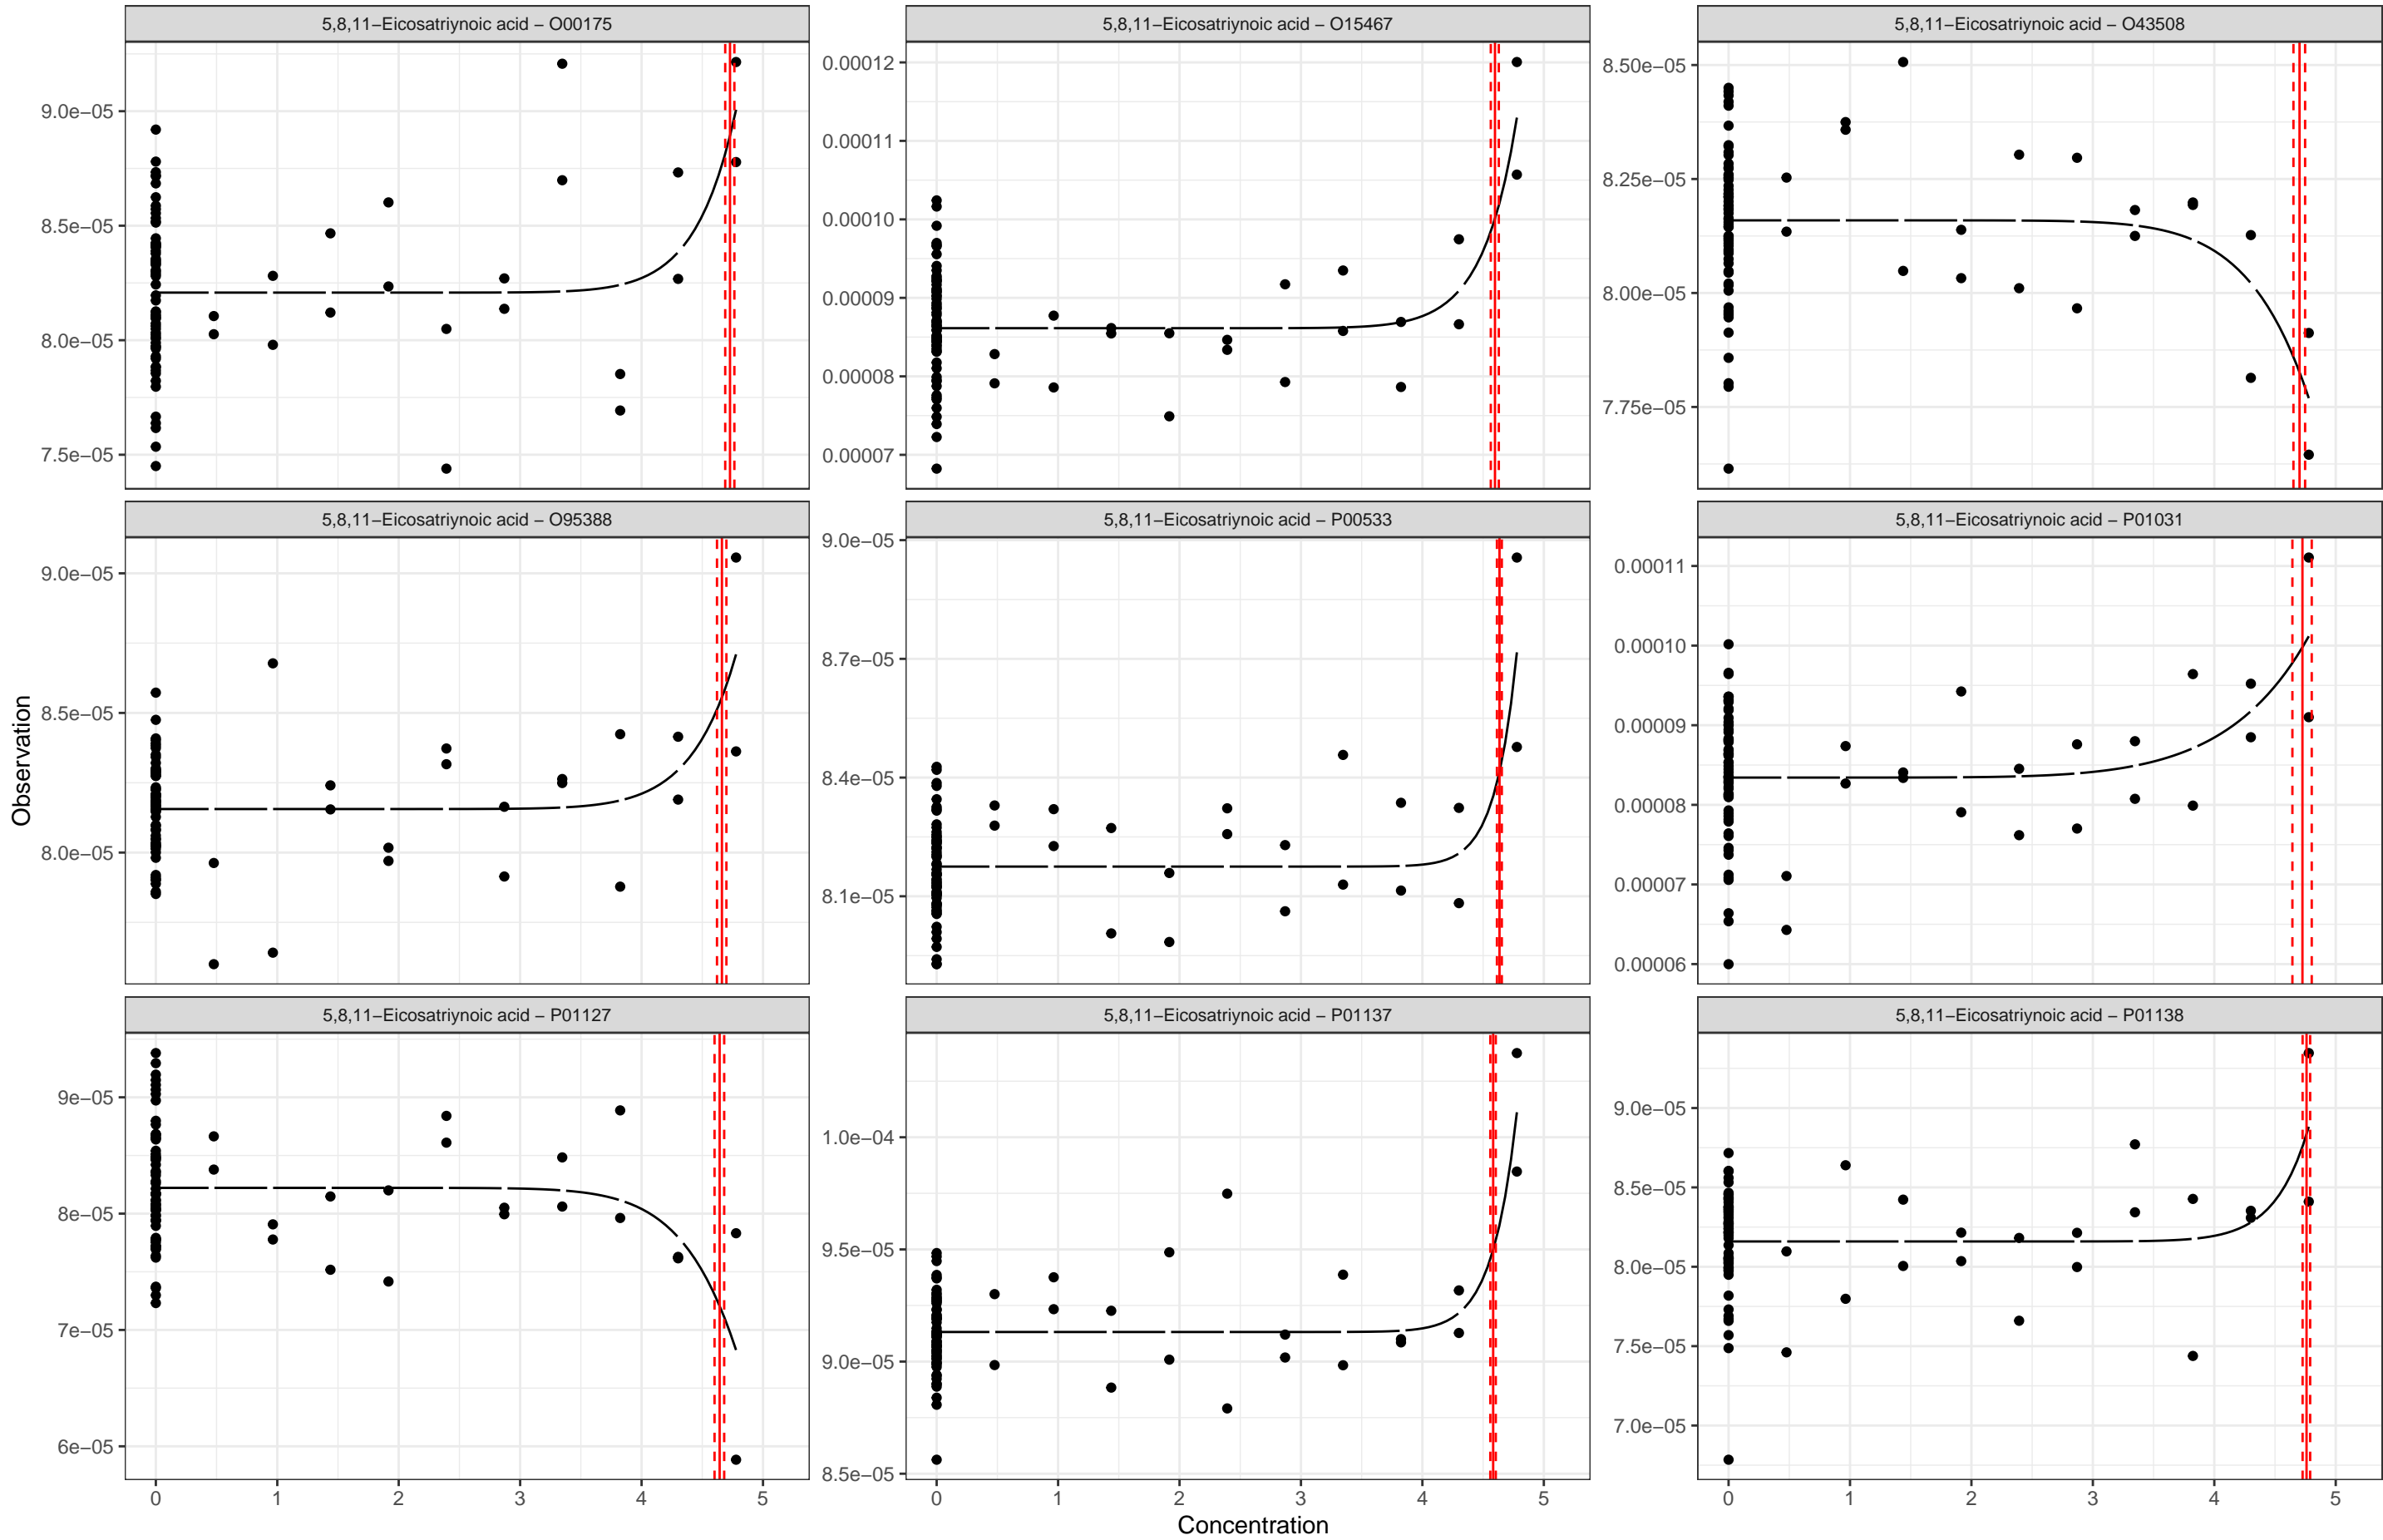 5,8,11−Eicosatriynoic acid − O00175
5,8,11−Eicosatriynoic acid − O15467
5,8,11−Eicosatriynoic acid − O43508
9.0e−05
8.5e−05
8.0e−05
7.5e−05
0.00012
0.00011
0.00010
0.00009
0.00008
0.00007
8.50e−05
8.25e−05
8.00e−05
7.75e−05
5,8,11−Eicosatriynoic acid − O95388
5,8,11−Eicosatriynoic acid − P00533
5,8,11−Eicosatriynoic acid − P01031
9.0e−05
8.5e−05
8.0e−05
9.0e−05
8.7e−05
8.4e−05
8.1e−05
0.00011
0.00010
0.00009
0.00008
0.00007
0.00006
Observation
5,8,11−Eicosatriynoic acid − P01127
5,8,11−Eicosatriynoic acid − P01137
5,8,11−Eicosatriynoic acid − P01138
9e−05
8e−05
7e−05
6e−05
1.0e−04
9.5e−05
9.0e−05
8.5e−05
9.0e−05
8.5e−05
8.0e−05
7.5e−05
7.0e−05
0 1 2 3 4 5
0 1 2 3 4 5
0 1 2 3 4 5
Concentration